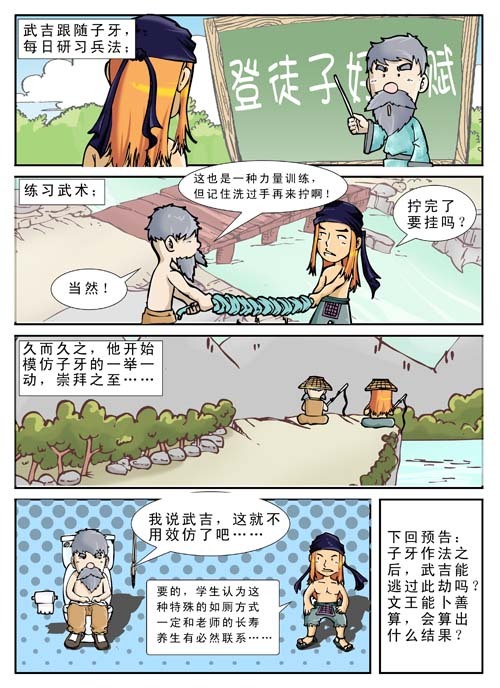 武吉跟随子牙，
每日研习兵法；
登徒子好 赋
练习武术；
这也是一种力量训练，
但记住洗过手再来拧啊！
拧完了
要挂吗？
当然！
久而久之，他开始
模仿子牙的一举一
动，崇拜之至……
我说武吉，这就不
用效仿了吧……
要的，学生认为这
种特殊的如厕方式
一定和老师的长寿
养生有必然联系……
下回预告：
子牙作法之
后，武吉能
逃过此劫吗？
文王能卜善
算，会算出
什么结果？